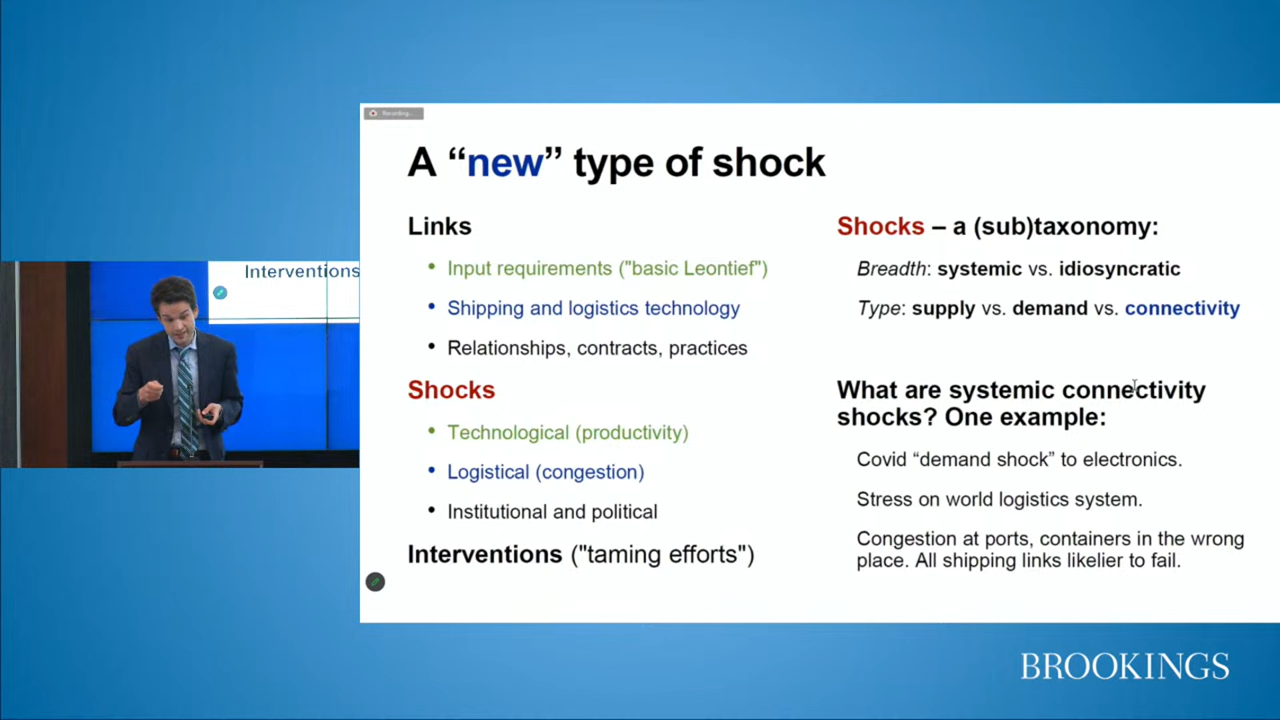 Recording...
A “new” type of shock
Links
• Input requirements ("basic Leontief")
• Shipping and logistics technology
• Relationships, contracts, practices
Shocks
• Technological (productivity)
• Logistical (congestion)
• Institutional and political
Interventions ("taming efforts")
Shocks – a (sub)taxonomy:
Breadth: systemic vs. idiosyncratic
Type: supply vs. demand vs. connectivity
What are systemic connectivity
shocks? One example:
Covid “demand shock” to electronics.
Stress on world logistics system.
Congestion at ports, containers in the wrong
place. All shipping links likelier to fail.
Interventions
BROOKINGS